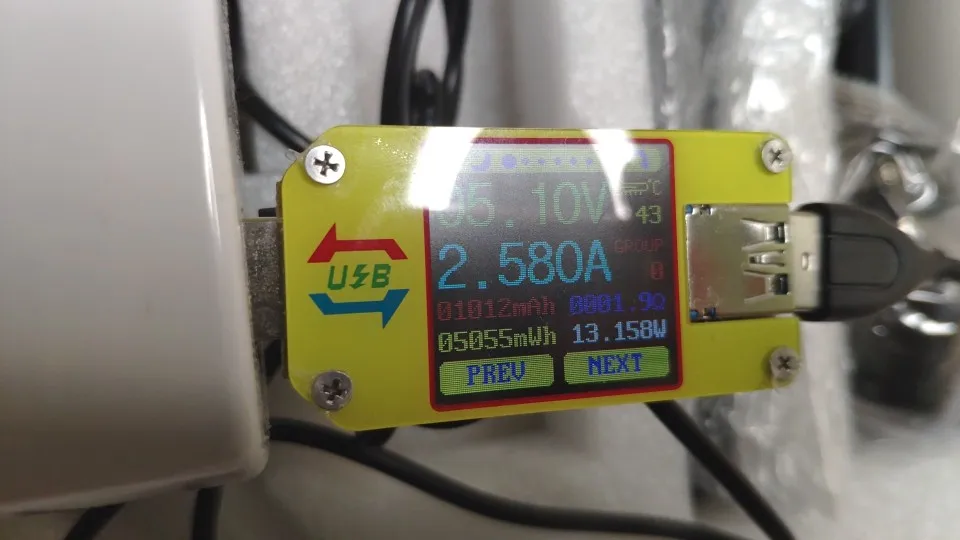 USB
05.10V °C
43
2.580A GROUP
0
01012mAh 0001.9Ω
05055mWh 13.158W
PREV NEXT